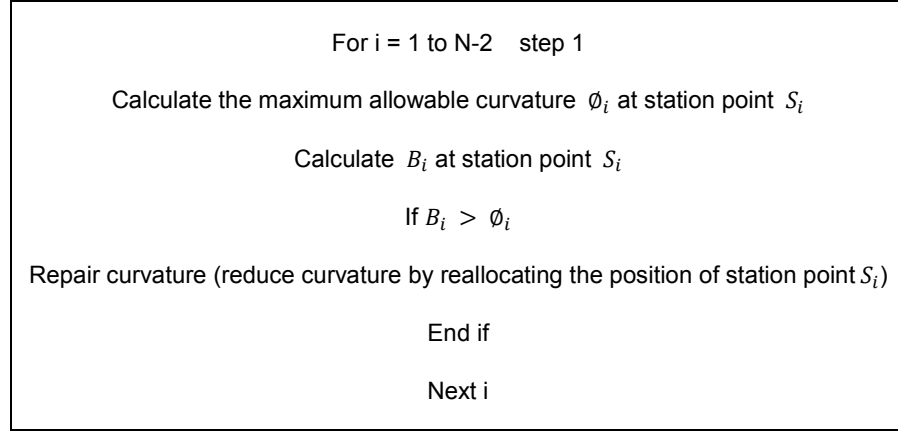 For i = 1 to N-2 step 1
Calculate the maximum allowable curvature ∅ᵢ at station point Sᵢ
Calculate Bᵢ at station point Sᵢ
If Bᵢ > ∅ᵢ
Repair curvature (reduce curvature by reallocating the position of station point Sᵢ)
End if
Next i